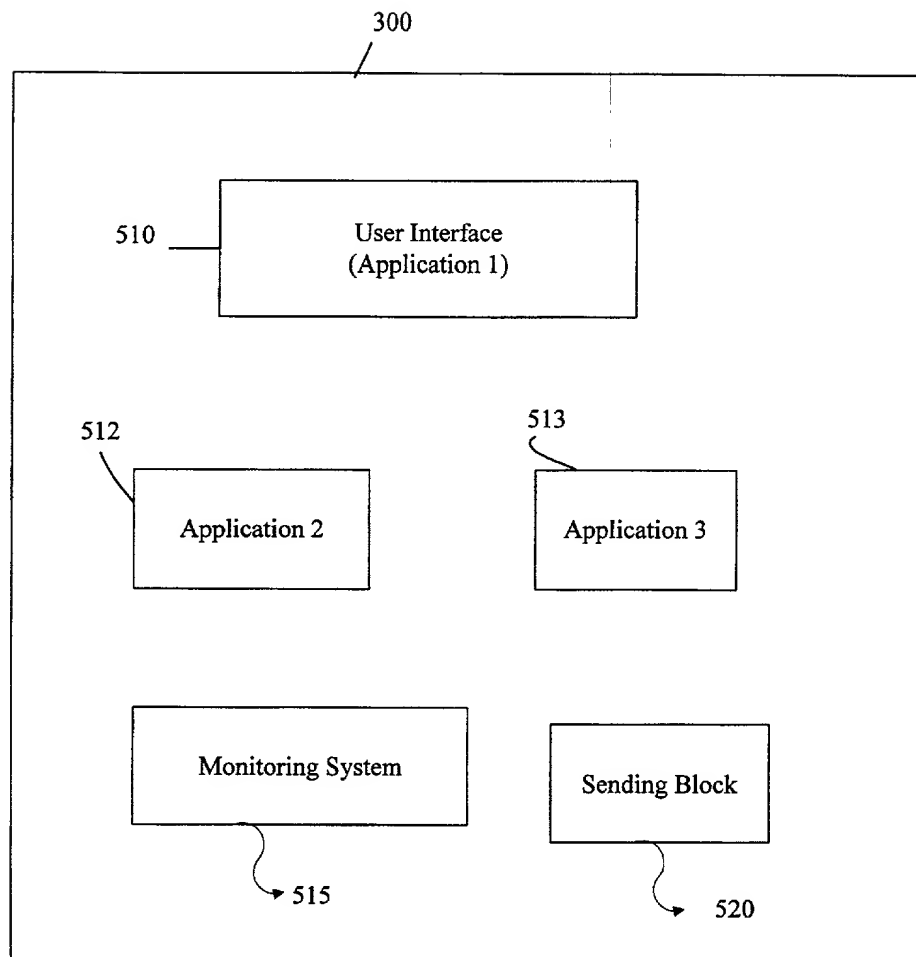 300
510
User Interface
(Application 1)
512
513
Application 2
Application 3
Monitoring System
Sending Block
515
520